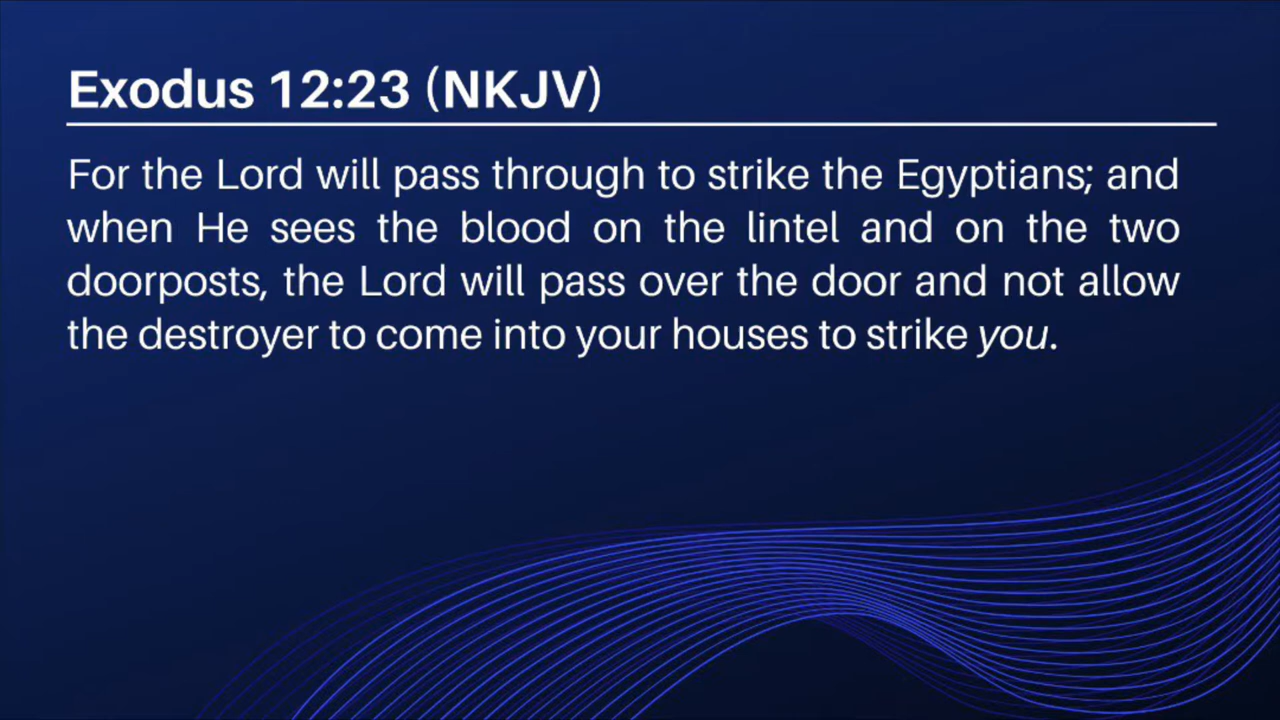 Exodus 12:23 (NKJV)
For the Lord will pass through to strike the Egyptians; and
when He sees the blood on the lintel and on the two
doorposts, the Lord will pass over the door and not allow
the destroyer to come into your houses to strike you.